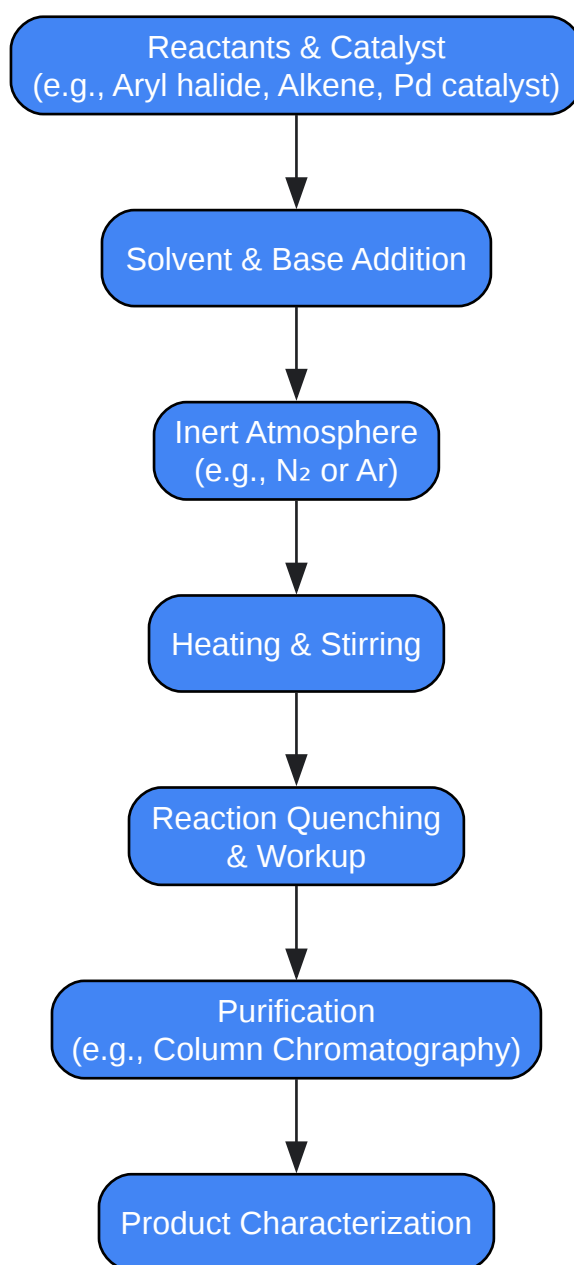 Reactants & Catalyst
(e.g., Aryl halide, Alkene, Pd catalyst)
Solvent & Base Addition
Inert Atmosphere
(e.g., N₂ or Ar)
Heating & Stirring
Reaction Quenching
& Workup
Purification
(e.g., Column Chromatography)
Product Characterization